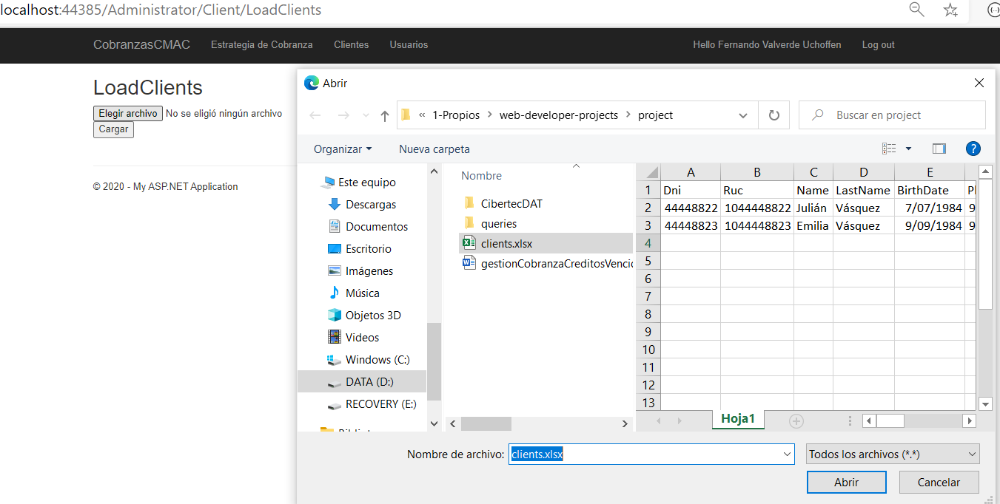 localhost:44385/Administrator/Client/LoadClients
CobranzasCMAC Estrategia de Cobranza Clientes Usuarios Hello Fernando Valverde Uchoffen Log out
LoadClients
Elegir archivo No se eligió ningún archivo
Cargar
© 2020 - My ASP.NET Application
Abrir
« 1-Propios > web-developer-projects > project
Buscar en project
Organizar Nueva carpeta
Este equipo
Descargas
Documentos
Escritorio
Imágenes
Música
Objetos 3D
Videos
Windows (C:)
DATA (D:)
RECOVERY (E:)
Nombre
CibertecDAT
queries
clients.xlsx
gestionCobranzaCreditosVencid
A B C D E
1 Dni Ruc Name LastName BirthDate
2 44448822 1044448822 Julián Vásquez 7/07/1984 9
3 44448823 1044448823 Emilia Vásquez 9/09/1984 9
4
5
6
7
8
9
10
11
12
13
Hoja1
Nombre de archivo: clients.xlsx Todos los archivos (*.*)
Abrir Cancelar